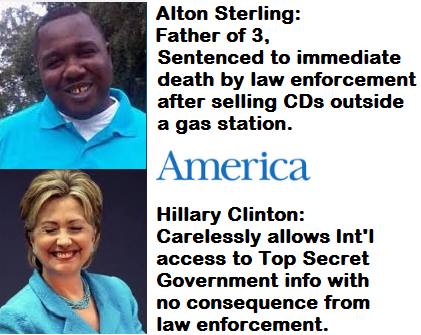 Alton Sterling:
Father of 3,
Sentenced to immediate
death by law enforcement
after selling CDs outside
a gas station.
America
Hillary Clinton:
Carelessly allows Int'l
access to Top Secret
Government info with
no consequence from
law enforcement.